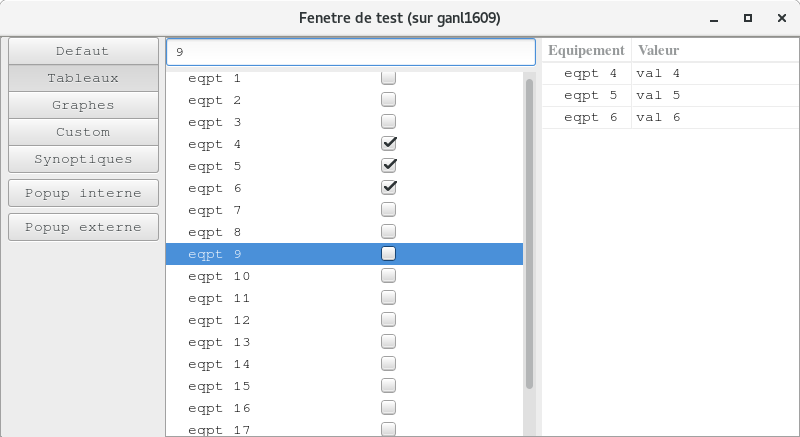 Fenetre de test (sur ganl1609)
Defaut
Tableaux
Graphes
Custom
Synoptiques
Popup interne
Popup externe
9
eqpt 1
eqpt 2
eqpt 3
eqpt 4
eqpt 5
eqpt 6
eqpt 7
eqpt 8
eqpt 9
eqpt 10
eqpt 11
eqpt 12
eqpt 13
eqpt 14
eqpt 15
eqpt 16
eqpt 17
Equipement Valeur
eqpt 4 val 4
eqpt 5 val 5
eqpt 6 val 6